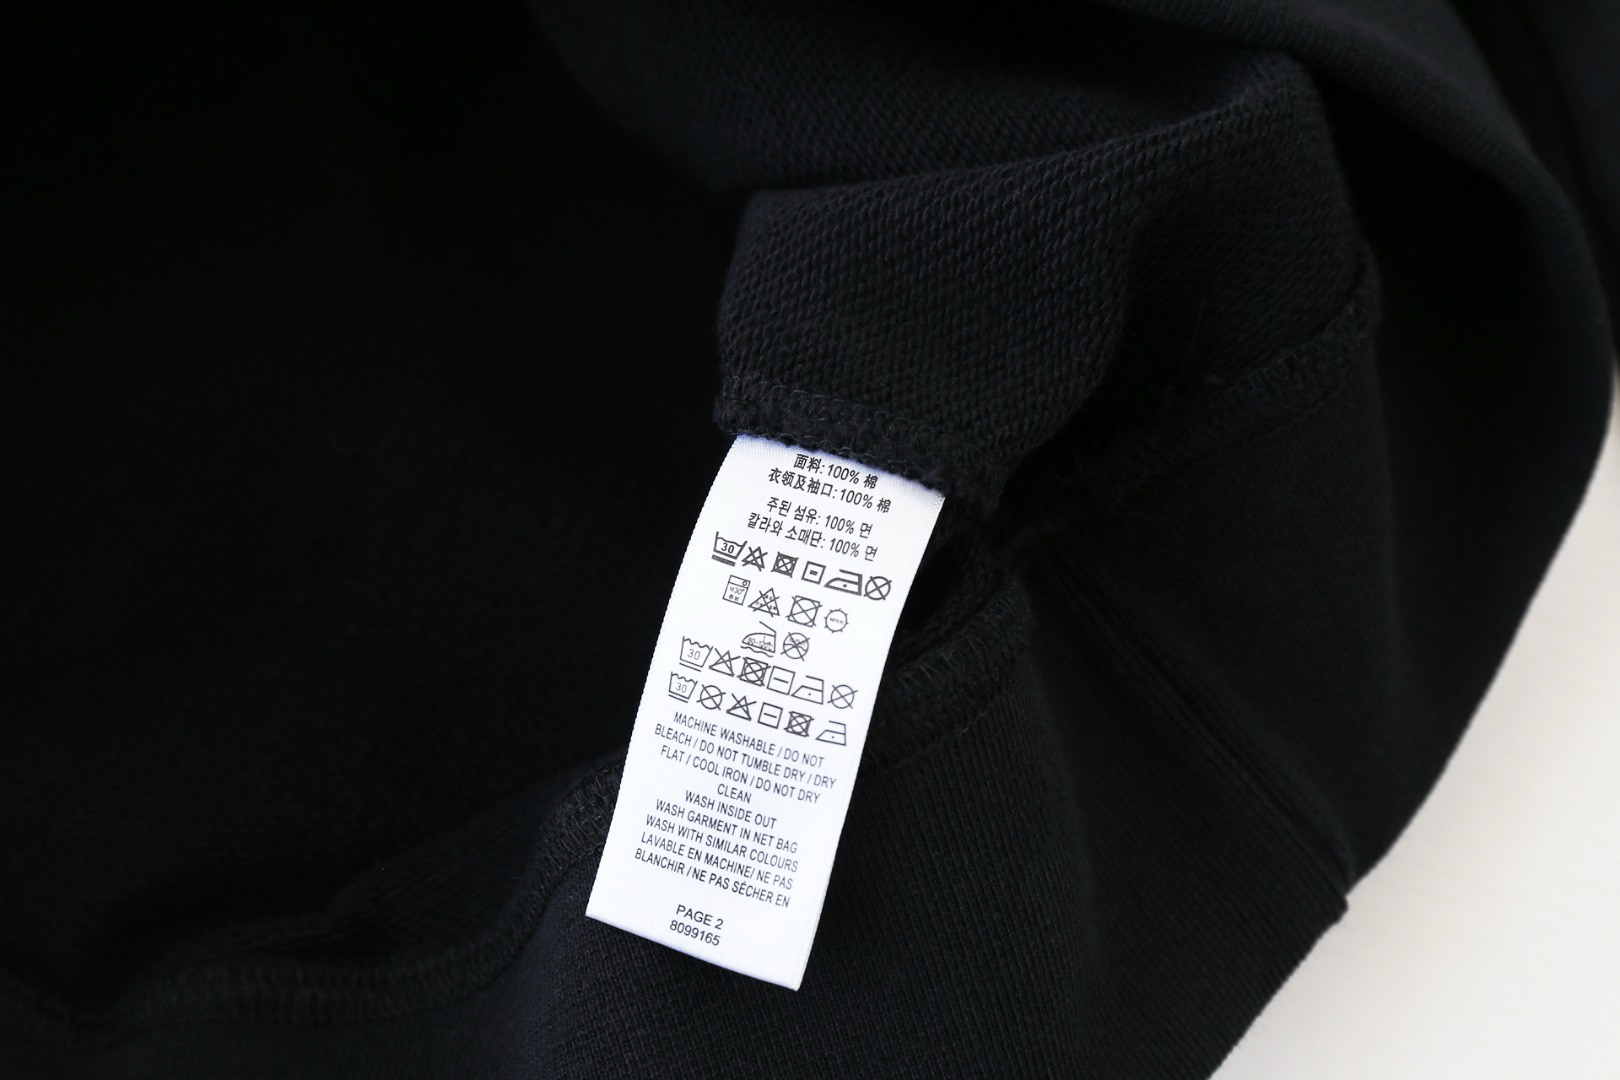 面料: 100% 棉
衣领及袖口: 100% 棉
주된 섬유: 100% 면
칼라와 소매단: 100% 면
30
30
30
MACHINE WASHABLE / DO NOT
BLEACH / DO NOT TUMBLE DRY / DRY
FLAT / COOL IRON / DO NOT DRY
CLEAN
WASH INSIDE OUT
WASH GARMENT IN NET BAG
WASH WITH SIMILAR COLOURS
LAVABLE EN MACHINE/ NE PAS
BLANCHIR / NE PAS SÉCHER EN
PAGE 2
8099165